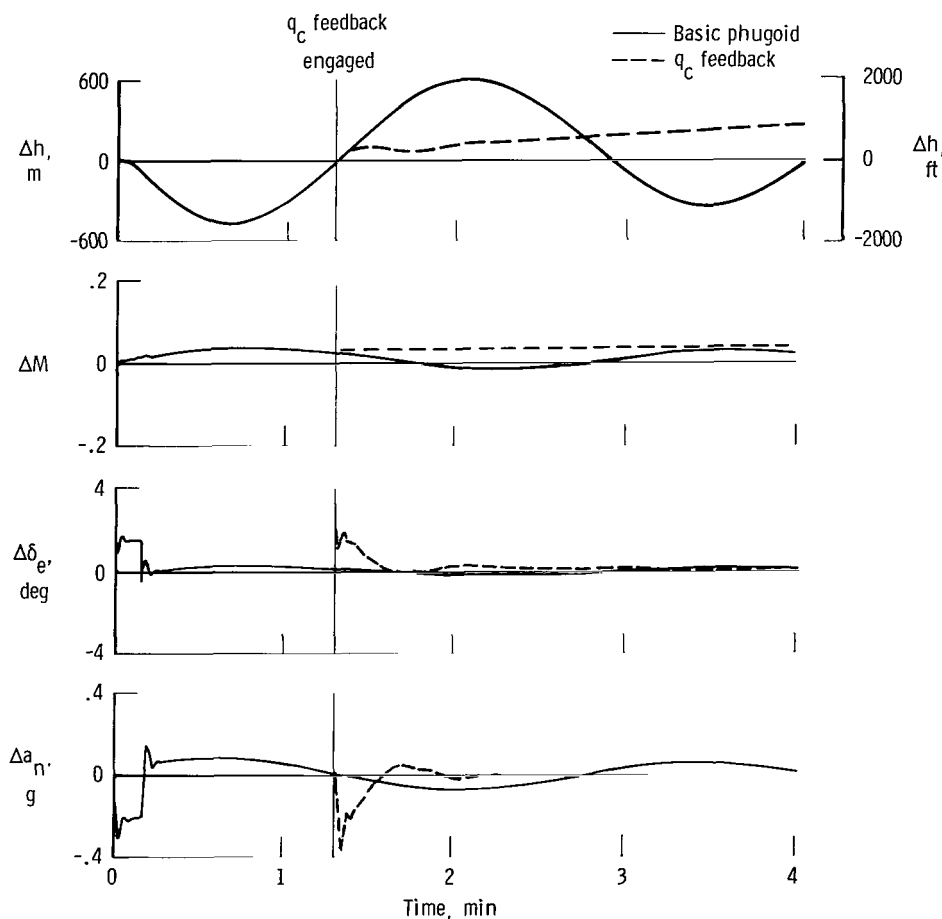 q_c feedback
engaged
Basic phugoid
q_c feedback
600
0
-600
Δh,
m
2000
0
-2000
Δh,
ft
.2
0
-.2
ΔM
4
0
-4
Δδ_e,
deg
.4
0
-.4
Δa_n,
g
0 1 2 3 4
Time, min